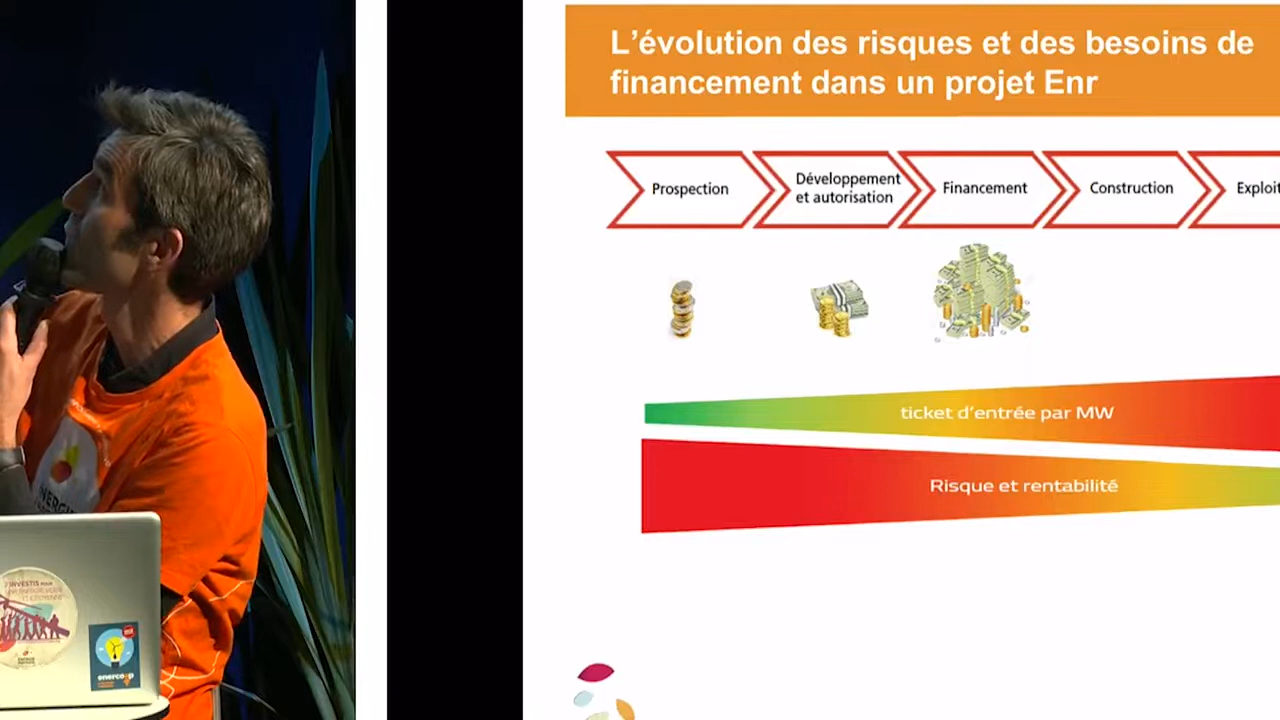 L'évolution des risques et des besoins de
financement dans un projet Enr
Prospection
Développement
et autorisation
Financement
Construction
Exploit
ticket d'entrée par MW
Risque et rentabilité
J'INVESTIS POUR
enercoop